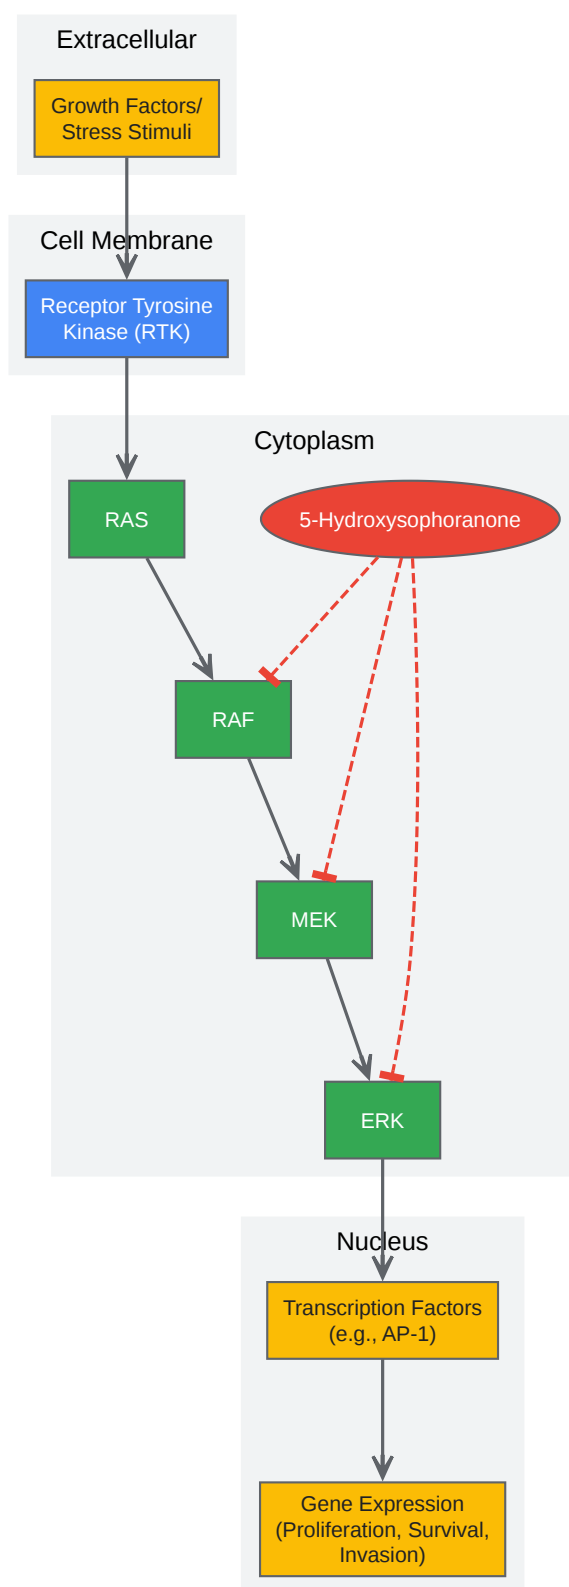 Extracellular
Growth Factors/
Stress Stimuli
Cell Membrane
Receptor Tyrosine
Kinase (RTK)
Cytoplasm
RAS
5-Hydroxysophoranone
RAF
MEK
ERK
Nucleus
Transcription Factors
(e.g., AP-1)
Gene Expression
(Proliferation, Survival,
Invasion)